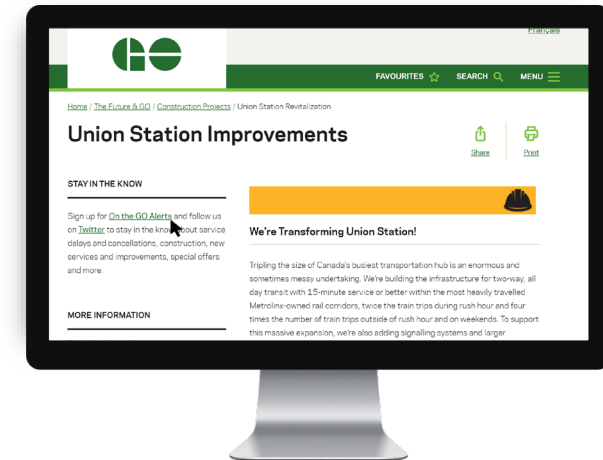 Français
GO
FAVOURITES
SEARCH
MENU
Home / The Future & GO / Construction Projects / Union Station Revitalization
Union Station Improvements
Share
Print
STAY IN THE KNOW
Sign up for On the GO Alerts and follow us
on Twitter to stay in the know about service
delays and cancellations, construction, new
services and improvements, special offers
and more.
MORE INFORMATION
We're Transforming Union Station!
Tripling the size of Canada's busiest transportation hub is an enormous and
sometimes messy undertaking. We're building the infrastructure for two-way, all
day transit with 15-minute service or better within the most heavily travelled
Metrolinx-owned rail corridors, twice the train trips during rush hour and four
times the number of train trips outside of rush hour and on weekends. To support
this massive expansion, we're also adding signalling systems and larger